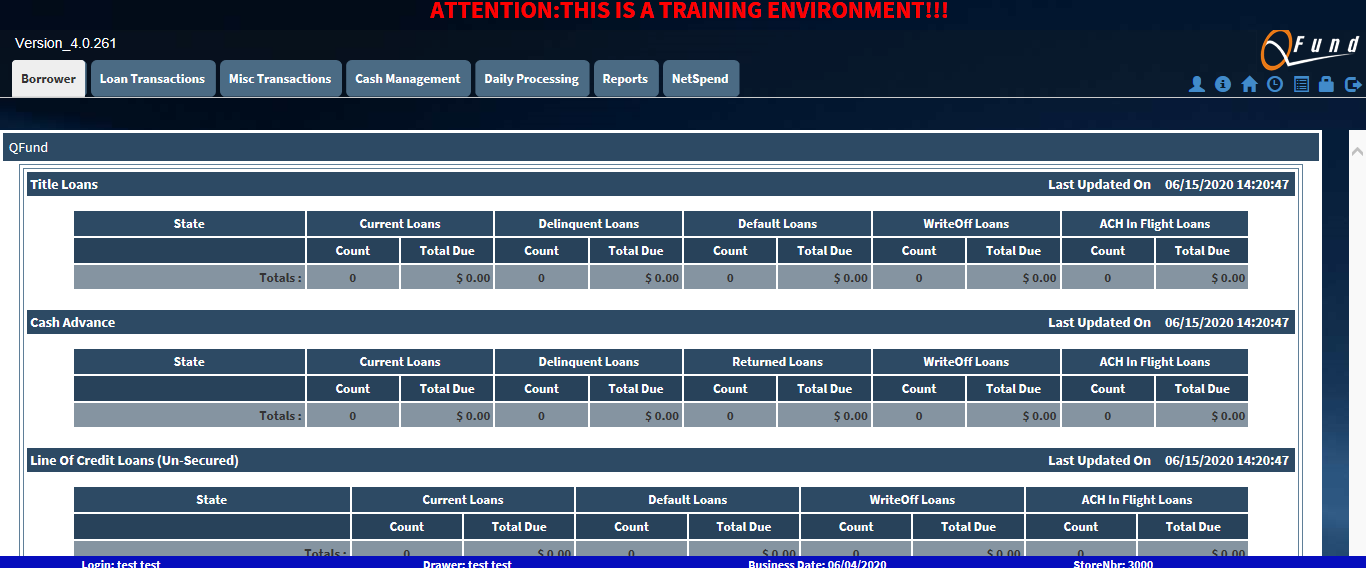 ATTENTION:THIS IS A TRAINING ENVIRONMENT!!!
Version_4.0.261
QFund
Borrower Loan Transactions Misc Transactions Cash Management Daily Processing Reports NetSpend
QFund
Title Loans Last Updated On 06/15/2020 14:20:47
State Current Loans Delinquent Loans Default Loans WriteOff Loans ACH In Flight Loans
Count Total Due Count Total Due Count Total Due Count Total Due Count Total Due
Totals : 0 $ 0.00 0 $ 0.00 0 $ 0.00 0 $ 0.00 0 $ 0.00
Cash Advance Last Updated On 06/15/2020 14:20:47
State Current Loans Delinquent Loans Returned Loans WriteOff Loans ACH In Flight Loans
Count Total Due Count Total Due Count Total Due Count Total Due Count Total Due
Totals : 0 $ 0.00 0 $ 0.00 0 $ 0.00 0 $ 0.00 0 $ 0.00
Line Of Credit Loans (Un-Secured) Last Updated On 06/15/2020 14:20:47
State Current Loans Default Loans WriteOff Loans ACH In Flight Loans
Count Total Due Count Total Due Count Total Due Count Total Due
Totals : 0 $ 0.00 0 $ 0.00 0 $ 0.00 0 $ 0.00
Login: test test Drawer: test test Business Date: 06/04/2020 StoreNbr: 3000